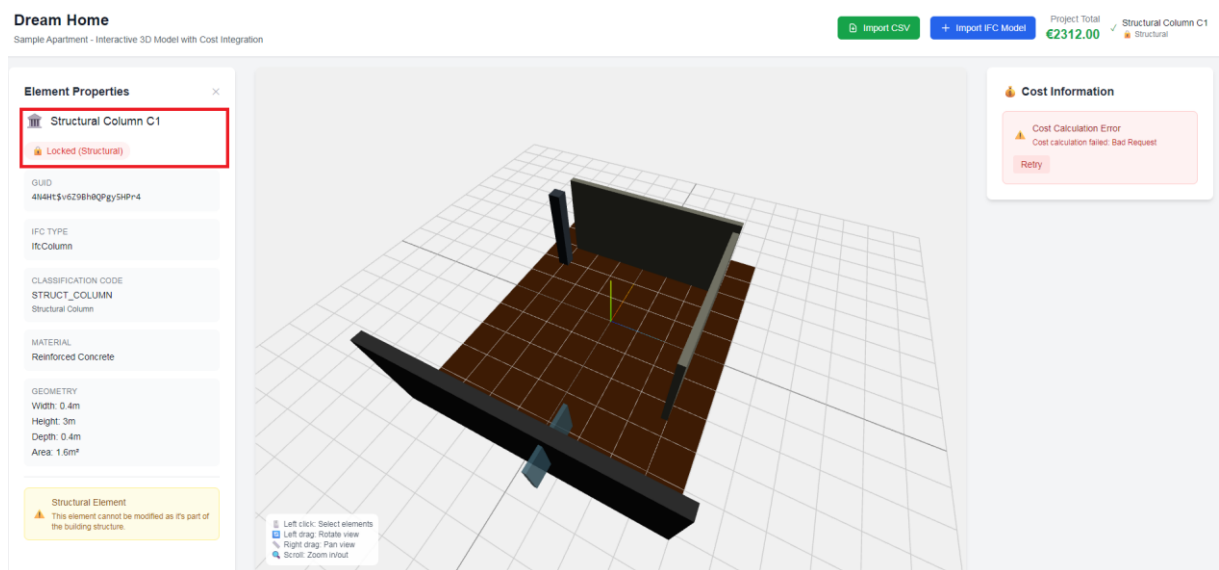 Dream Home
Sample Apartment - Interactive 3D Model with Cost Integration
Import CSV
+ Import IFC Model
Project Total
€2312.00
✓ Structural Column C1
Structural
Element Properties
×
Structural Column C1
Locked (Structural)
GUID
4N4Ht$v6Z9Bh0QPgy5HPr4
IFC TYPE
IfcColumn
CLASSIFICATION CODE
STRUCT_COLUMN
Structural Column
MATERIAL
Reinforced Concrete
GEOMETRY
Width: 0.4m
Height: 3m
Depth: 0.4m
Area: 1.6m²
Structural Element
This element cannot be modified as it's part of
the building structure.
Left click: Select elements
Left drag: Rotate view
Right drag: Pan view
Scroll: Zoom in/out
Cost Information
Cost Calculation Error
Cost calculation failed: Bad Request
Retry